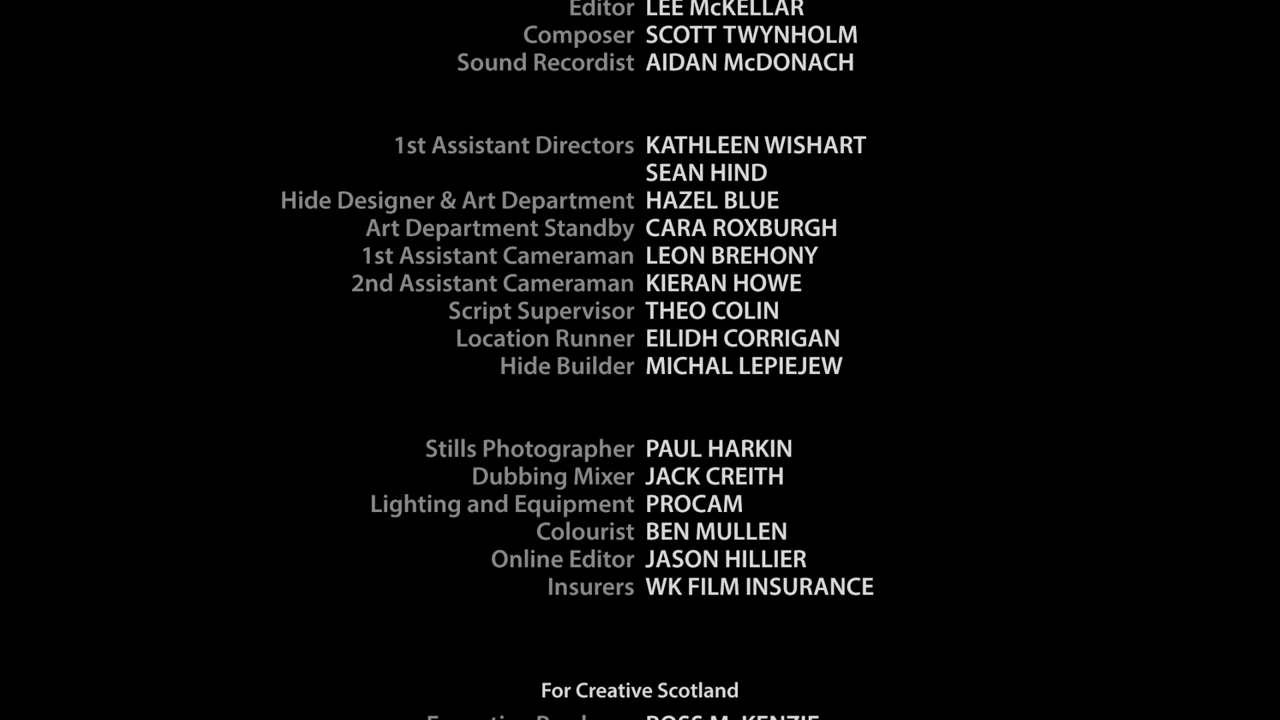 Editor LEE McKELLAR
Composer SCOTT TWYNHOLM
Sound Recordist AIDAN McDONACH
1st Assistant Directors KATHLEEN WISHART
SEAN HIND
Hide Designer & Art Department HAZEL BLUE
Art Department Standby CARA ROXBURGH
1st Assistant Cameraman LEON BREHONY
2nd Assistant Cameraman KIERAN HOWE
Script Supervisor THEO COLIN
Location Runner EILIDH CORRIGAN
Hide Builder MICHAL LEPIEJEW
Stills Photographer PAUL HARKIN
Dubbing Mixer JACK CREITH
Lighting and Equipment PROCAM
Colourist BEN MULLEN
Online Editor JASON HILLIER
Insurers WK FILM INSURANCE
For Creative Scotland
ROSS McKENZIE